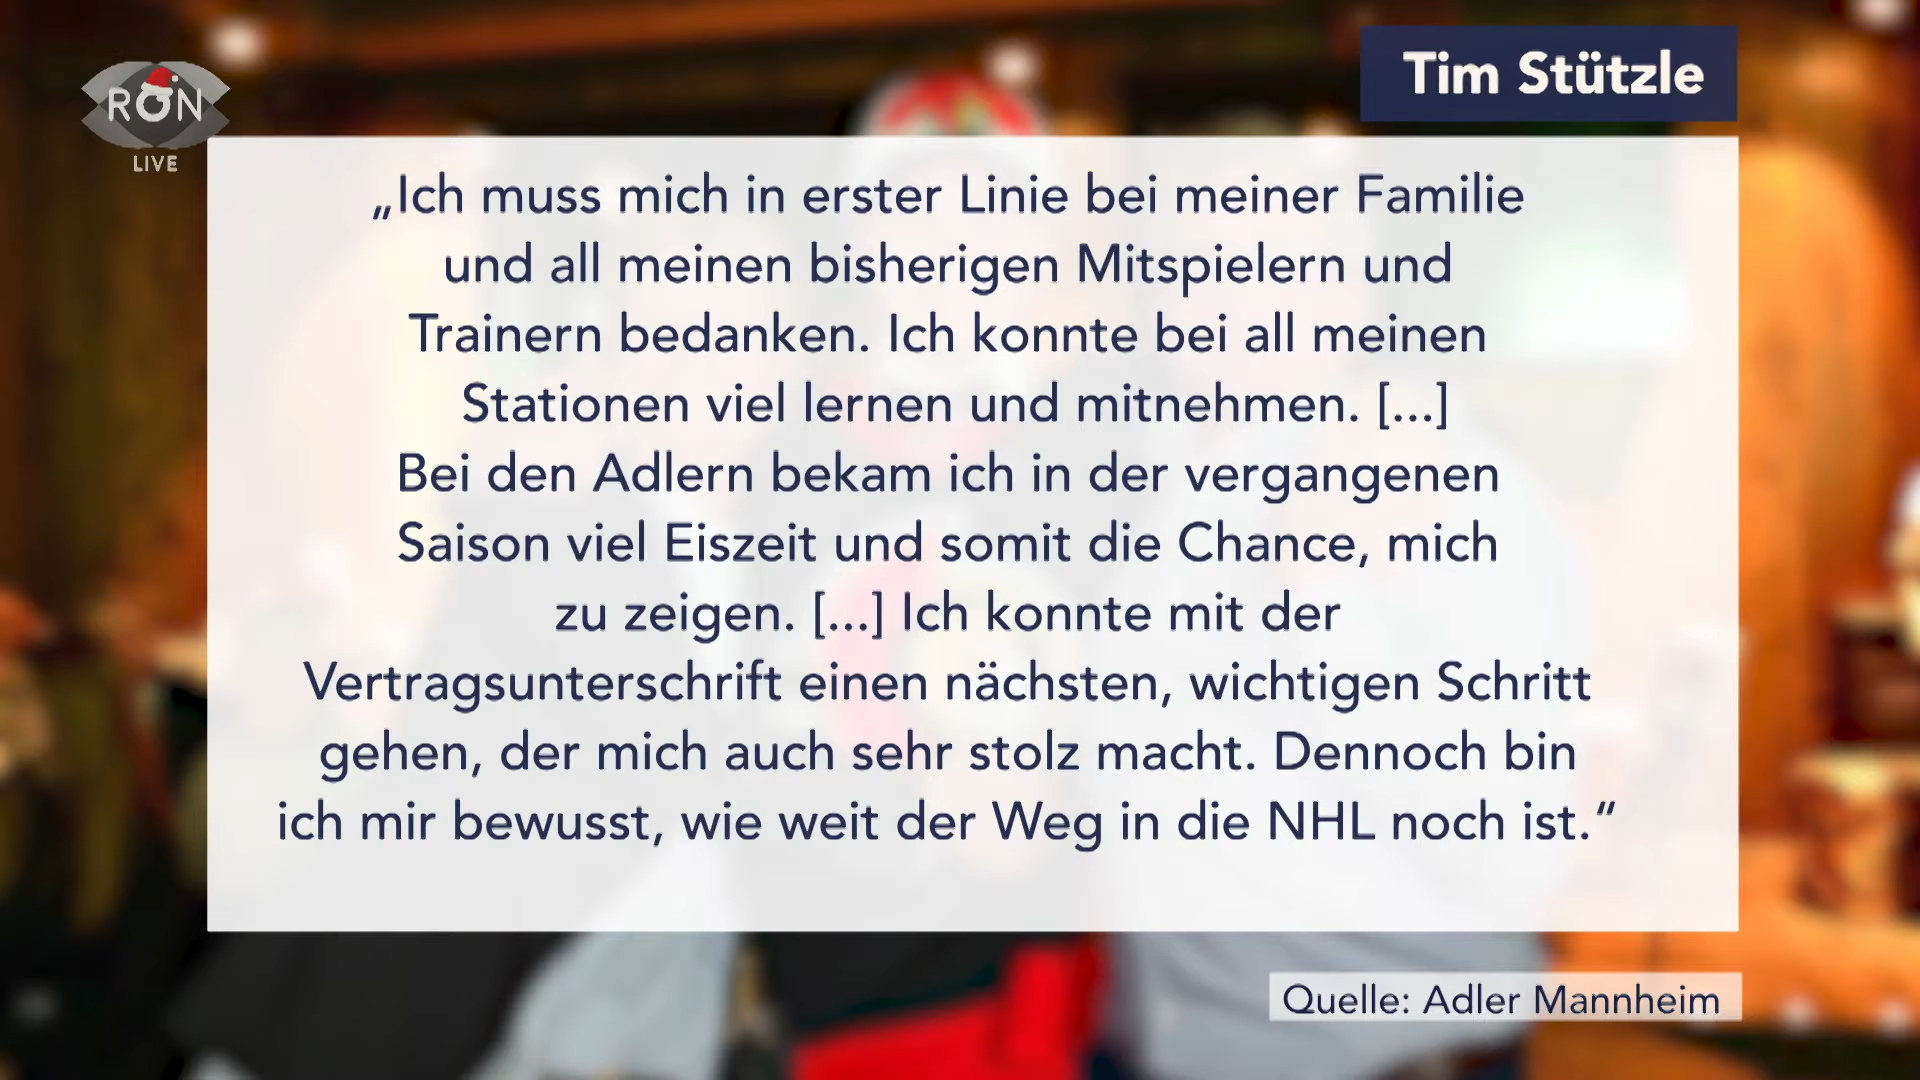 Tim Stützle
RON
LIVE
„Ich muss mich in erster Linie bei meiner Familie
und all meinen bisherigen Mitspielern und
Trainern bedanken. Ich konnte bei all meinen
Stationen viel lernen und mitnehmen. [...]
Bei den Adlern bekam ich in der vergangenen
Saison viel Eiszeit und somit die Chance, mich
zu zeigen. [...] Ich konnte mit der
Vertragsunterschrift einen nächsten, wichtigen Schritt
gehen, der mich auch sehr stolz macht. Dennoch bin
ich mir bewusst, wie weit der Weg in die NHL noch ist.“
Quelle: Adler Mannheim